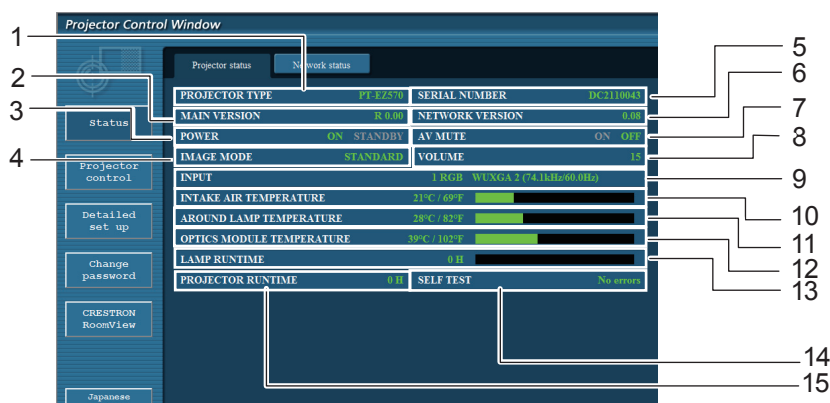 Projector Control Window
Projector status
Network status
PROJECTOR TYPE PT-EZ570 SERIAL NUMBER DC2110043
MAIN VERSION R 0.00 NETWORK VERSION 0.08
POWER ON STANDBY AV MUTE ON OFF
IMAGE MODE STANDARD VOLUME 15
INPUT 1 RGB WUXGA 2 (74.1kHz/60.0Hz)
INTAKE AIR TEMPERATURE 21°C / 69°F
AROUND LAMP TEMPERATURE 28°C / 82°F
OPTICS MODULE TEMPERATURE 39°C / 102°F
LAMP RUNTIME 0 H
PROJECTOR RUNTIME 0 H SELF TEST No errors
Status
Projector
control
Detailed
set up
Change
password
CRESTRON
RoomView
Japanese
1
2
3
4
5
6
7
8
9
10
11
12
13
14
15